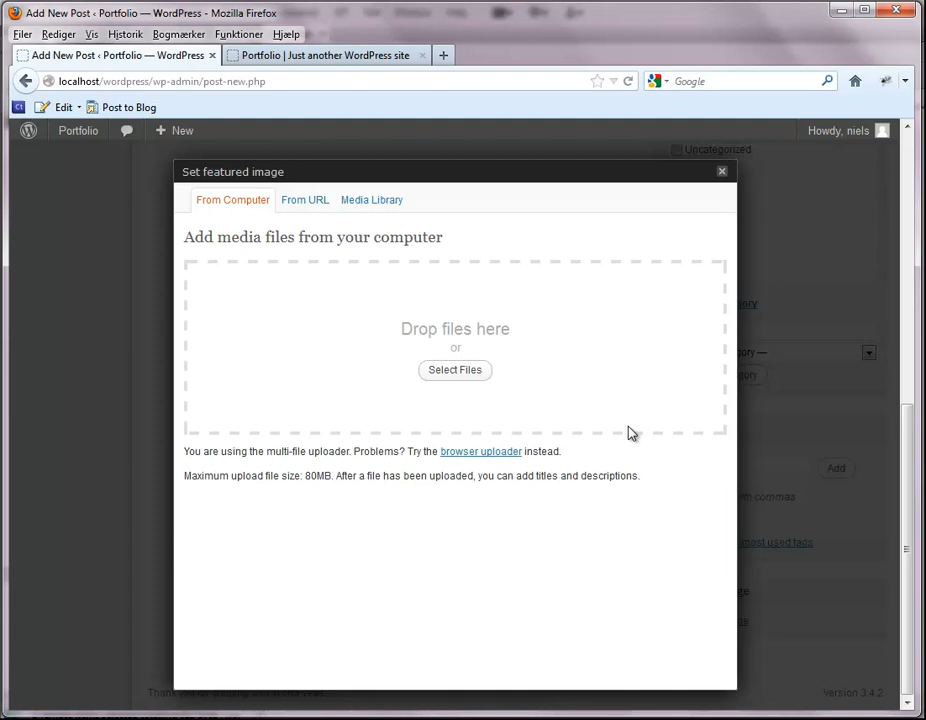 Add New Post ‹ Portfolio — WordPress - Mozilla Firefox
Filer Rediger Vis Historik Bogmærker Funktioner Hjælp
Add New Post ‹ Portfolio — WordPress × Portfolio | Just another WordPress site × +
localhost/wordpress/wp-admin/post-new.php Google
Ct Edit Post to Blog
Portfolio + New Howdy, niels
Uncategorized
Set featured image
From Computer From URL Media Library
Add media files from your computer
Drop files here
or
Select Files
You are using the multi-file uploader. Problems? Try the browser uploader instead.
Maximum upload file size: 80MB. After a file has been uploaded, you can add titles and descriptions.
Add
commas
most used tags
Version 3.4.2